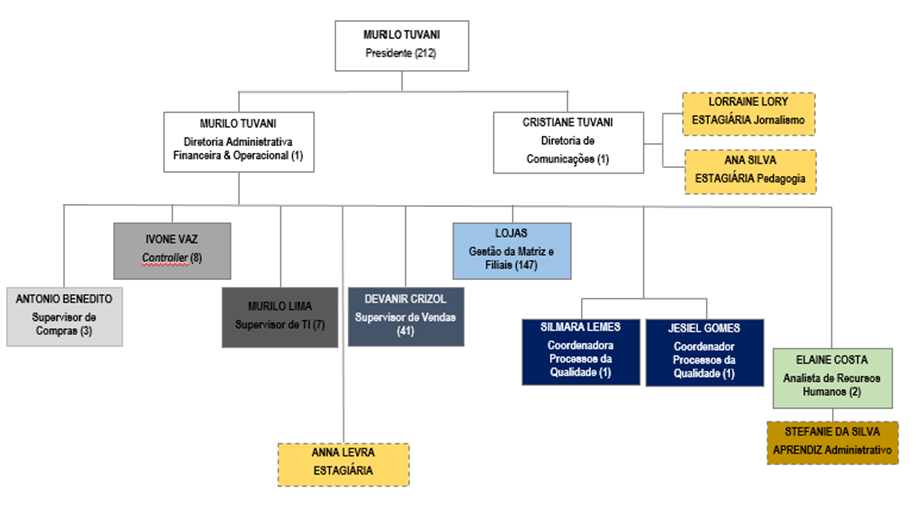 MURILO TUVANI
Presidente (212)
MURILO TUVANI
Diretoria Administrativa
Financeira & Operacional (1)
CRISTIANE TUVANI
Diretoria de
Comunicações (1)
LORRAINE LORY
ESTAGIÁRIA Jornalismo
ANA SILVA
ESTAGIÁRIA Pedagogia
IVONE VAZ
Controller (8)
LOJAS
Gestão da Matriz e
Filiais (147)
ANTONIO BENEDITO
Supervisor de
Compras (3)
MURILO LIMA
Supervisor de TI (7)
DEVANIR CRIZOL
Supervisor de Vendas
(41)
SILMARA LEMES
Coordenadora
Processos da
Qualidade (1)
JESIEL GOMES
Coordenador
Processos da
Qualidade (1)
ELAINE COSTA
Analista de Recursos
Humanos (2)
STEFANIE DA SILVA
APRENDIZ Administrativo
ANNA LEVRA
ESTAGIÁRIA